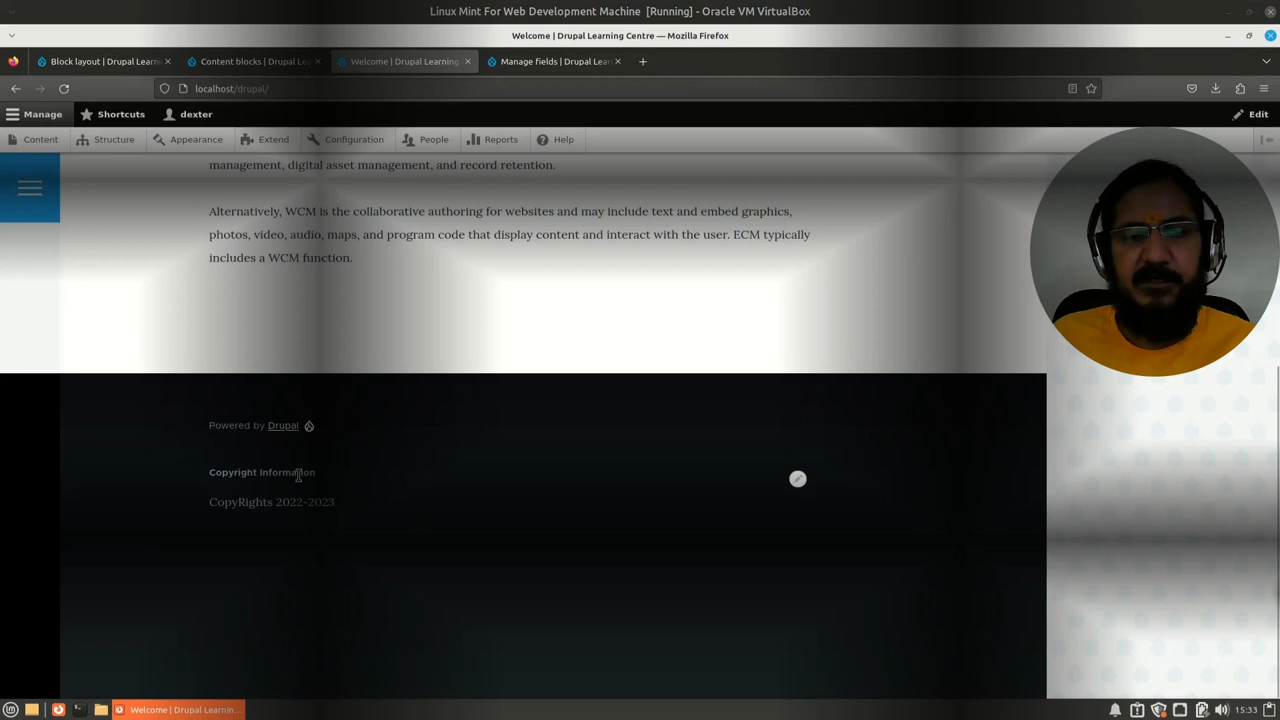 Linux Mint For Web Development Machine [Running] - Oracle VM VirtualBox
Welcome | Drupal Learning Centre — Mozilla Firefox
Block layout | Drupal Learni
Content blocks | Drupal Le
Welcome | Drupal Learning
Manage fields | Drupal Lear
localhost/drupal/
Manage
Shortcuts
dexter
Edit
Content
Structure
Appearance
Extend
Configuration
People
Reports
Help
management, digital asset management, and record retention.
Alternatively, WCM is the collaborative authoring for websites and may include text and embed graphics,
photos, video, audio, maps, and program code that display content and interact with the user. ECM typically
includes a WCM function.
Powered by Drupal
Copyright Information
CopyRights 2022-2023
Welcome | Drupal Learnin...
15:33